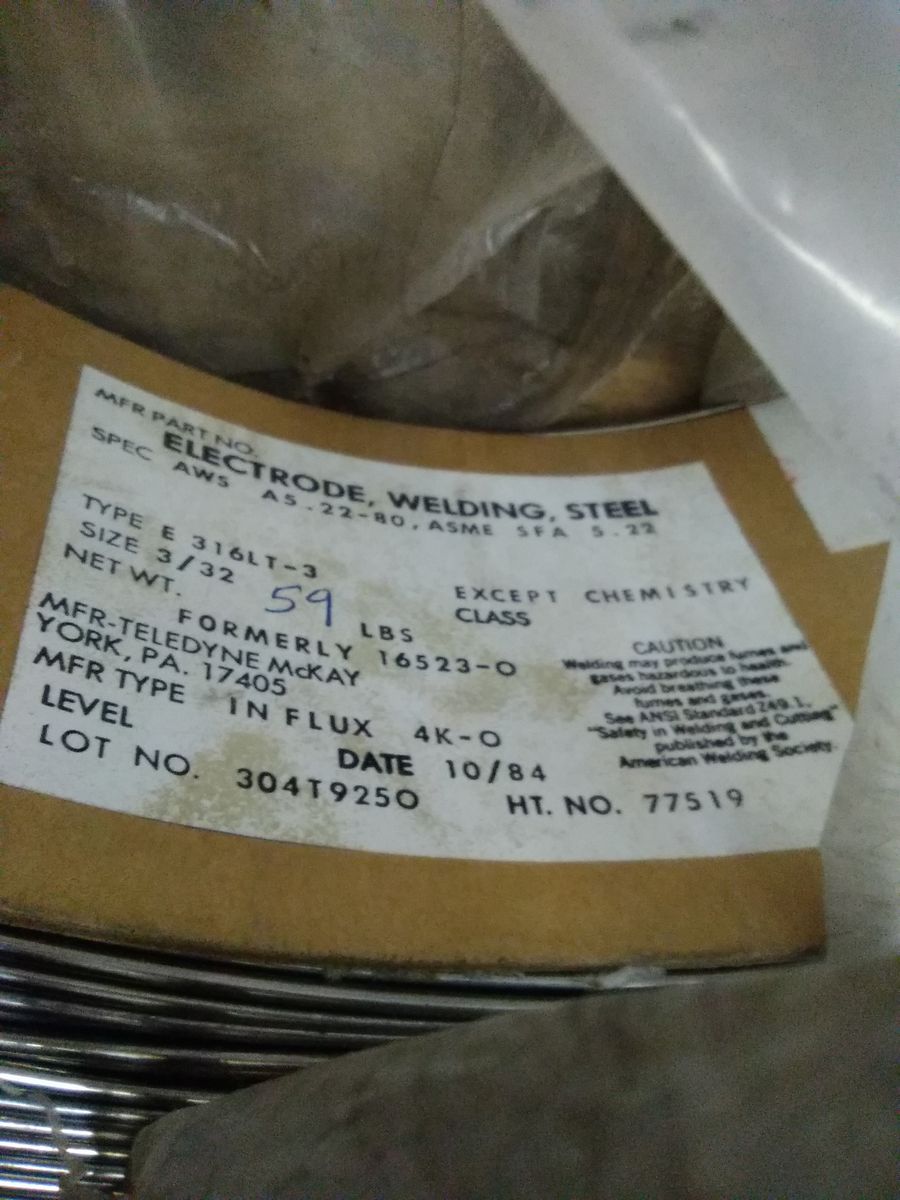 MFR PART NO.
ELECTRODE, WELDING, STEEL
SPEC AWS A5.22-80, ASME SFA 5.22
TYPE E 316LT-3
EXCEPT CHEMISTRY
SIZE 3/32
CLASS
NET WT. 59 LBS
FORMERLY 16523-0
MFR-TELEDYNE McKAY
YORK, PA. 17405
MFR TYPE IN FLUX 4K-O
LEVEL
DATE 10/84
LOT NO. 304T9250
HT. NO. 77519
CAUTION
Welding may produce fumes and
gases hazardous to health.
Avoid breathing these
fumes and gases.
See ANSI Standard Z49.1.
"Safety in Welding and Cutting"
published by the
American Welding Society.